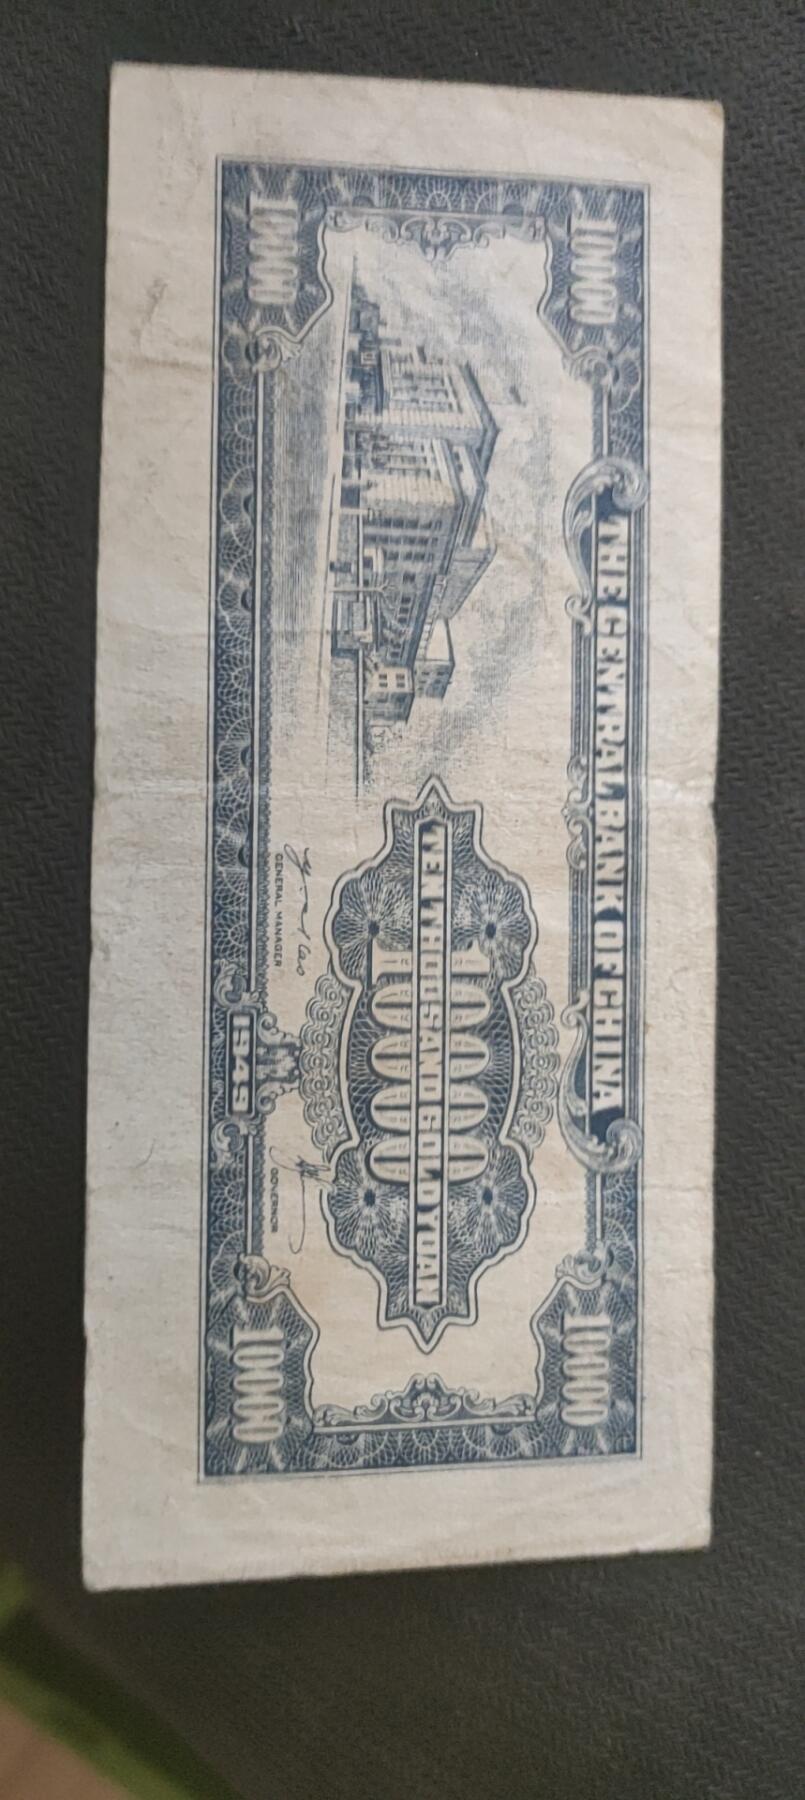 10000
10000
THE CENTRAL BANK OF CHINA
10000
TEN THOUSAND GOLD YUAN
GENERAL MANAGER
GOVERNOR
1949
10000
10000